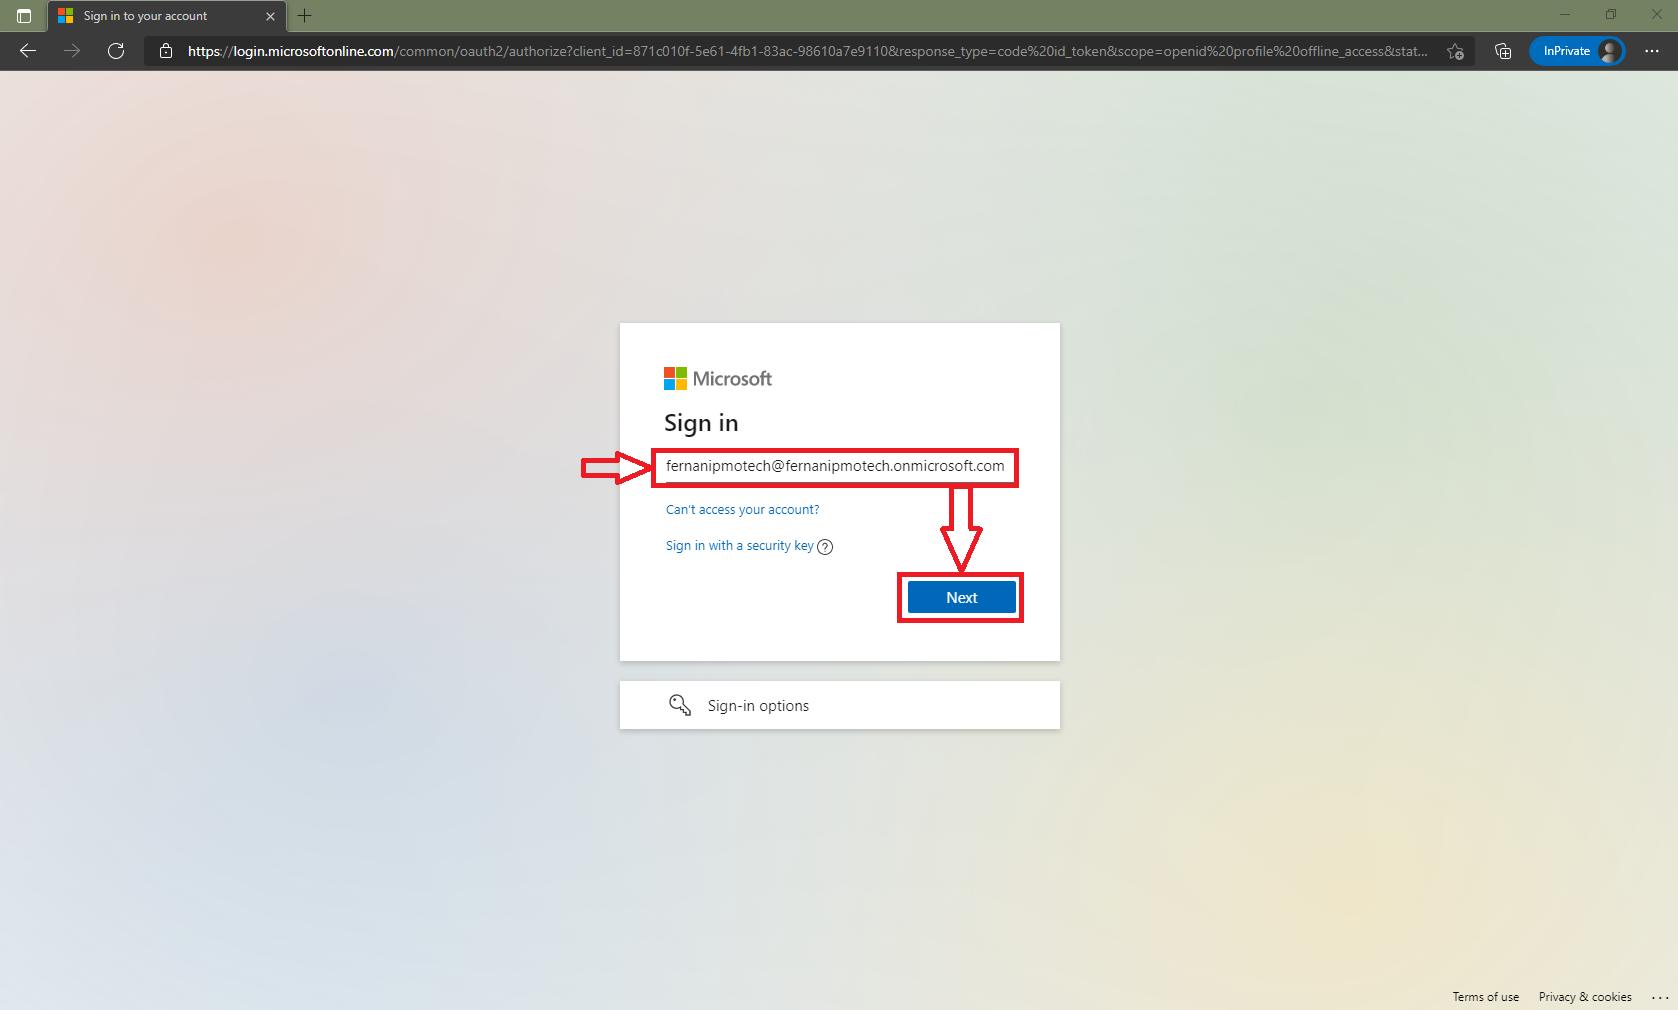 Sign in to your account
https://login.microsoftonline.com/common/oauth2/authorize?client_id=871c010f-5e61-4fb1-83ac-98610a7e9110&response_type=code%20id_token&scope=openid%20profile%20offline_access&stat...
InPrivate
Microsoft
Sign in
fernanipmotech@fernanipmotech.onmicrosoft.com
Can't access your account?
Sign in with a security key
Next
Sign-in options
Terms of use Privacy & cookies ...